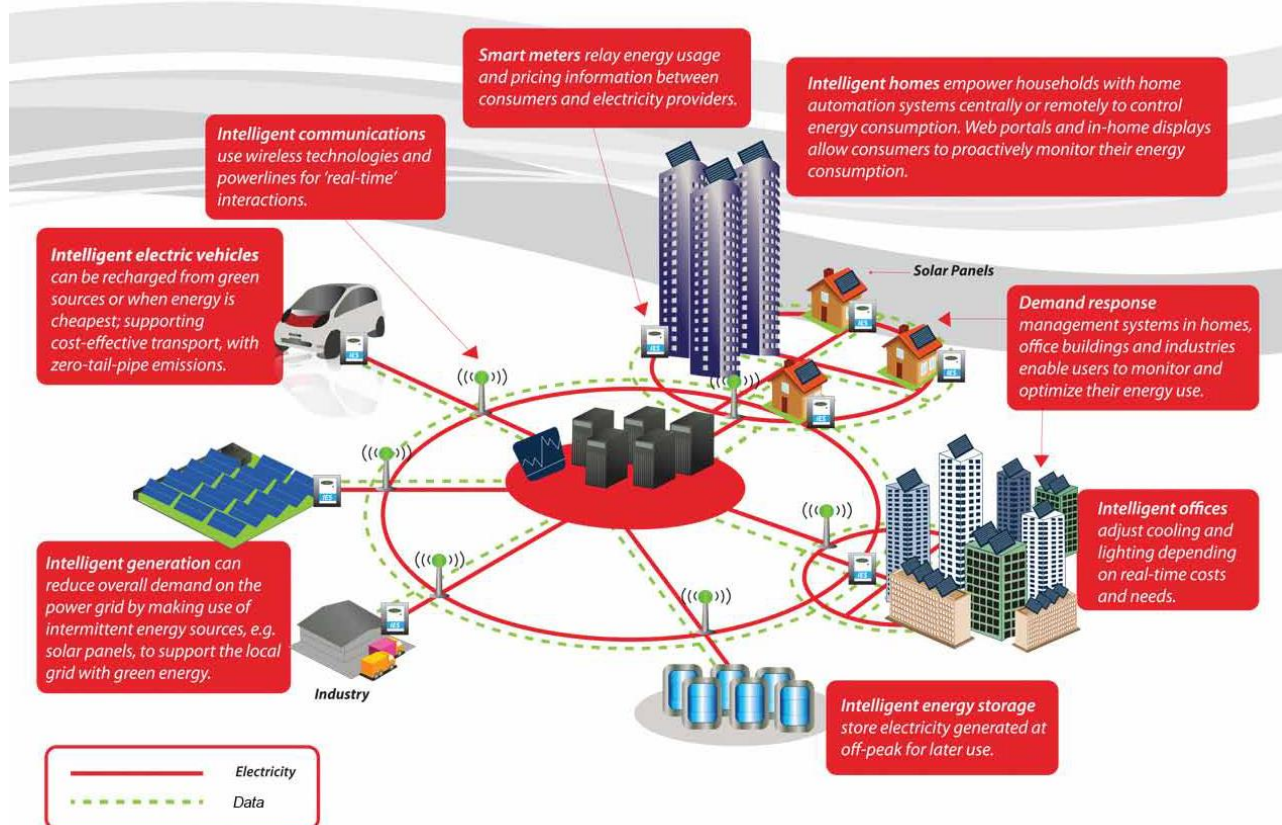 Smart meters relay energy usage
and pricing information between
consumers and electricity providers.
Intelligent homes empower households with home
automation systems centrally or remotely to control
energy consumption. Web portals and in-home displays
allow consumers to proactively monitor their energy
consumption.
Intelligent communications
use wireless technologies and
powerlines for ‘real-time’
interactions.
Intelligent electric vehicles
can be recharged from green
sources or when energy is
cheapest; supporting
cost-effective transport, with
zero-tail-pipe emissions.
Solar Panels
Demand response
management systems in homes,
office buildings and industries
enable users to monitor and
optimize their energy use.
IES
IES
IES
IES
IES
IES
Intelligent offices
adjust cooling and
lighting depending
on real-time costs
and needs.
IES
Intelligent generation can
reduce overall demand on the
power grid by making use of
intermittent energy sources, e.g.
solar panels, to support the local
grid with green energy.
IES
Industry
Intelligent energy storage
store electricity generated at
off-peak for later use.
Electricity
Data